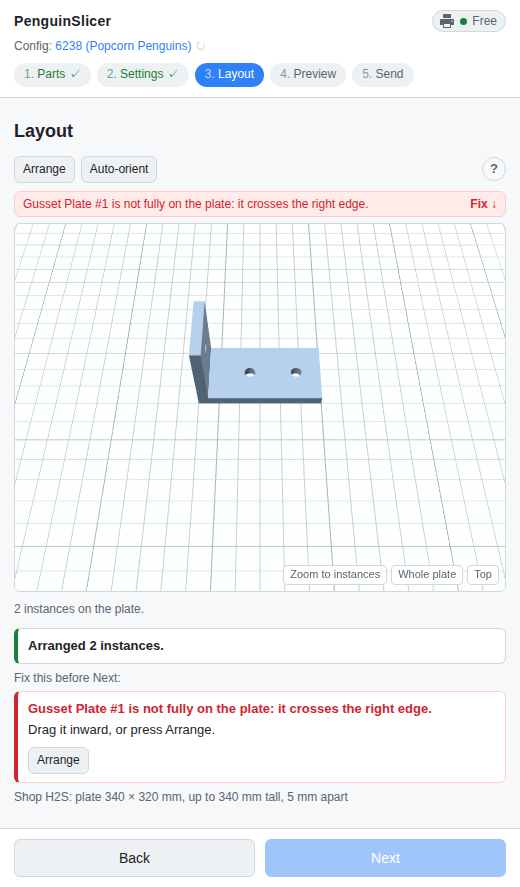 PenguinSlicer
Free
Config: 6238 (Popcorn Penguins)
1. Parts ✓
2. Settings ✓
3. Layout
4. Preview
5. Send
Layout
Arrange
Auto-orient
?
Gusset Plate #1 is not fully on the plate: it crosses the right edge.
Fix ↓
Zoom to instances
Whole plate
Top
2 instances on the plate.
Arranged 2 instances.
Fix this before Next:
Gusset Plate #1 is not fully on the plate: it crosses the right edge.
Drag it inward, or press Arrange.
Arrange
Shop H2S: plate 340 × 320 mm, up to 340 mm tall, 5 mm apart
Back
Next